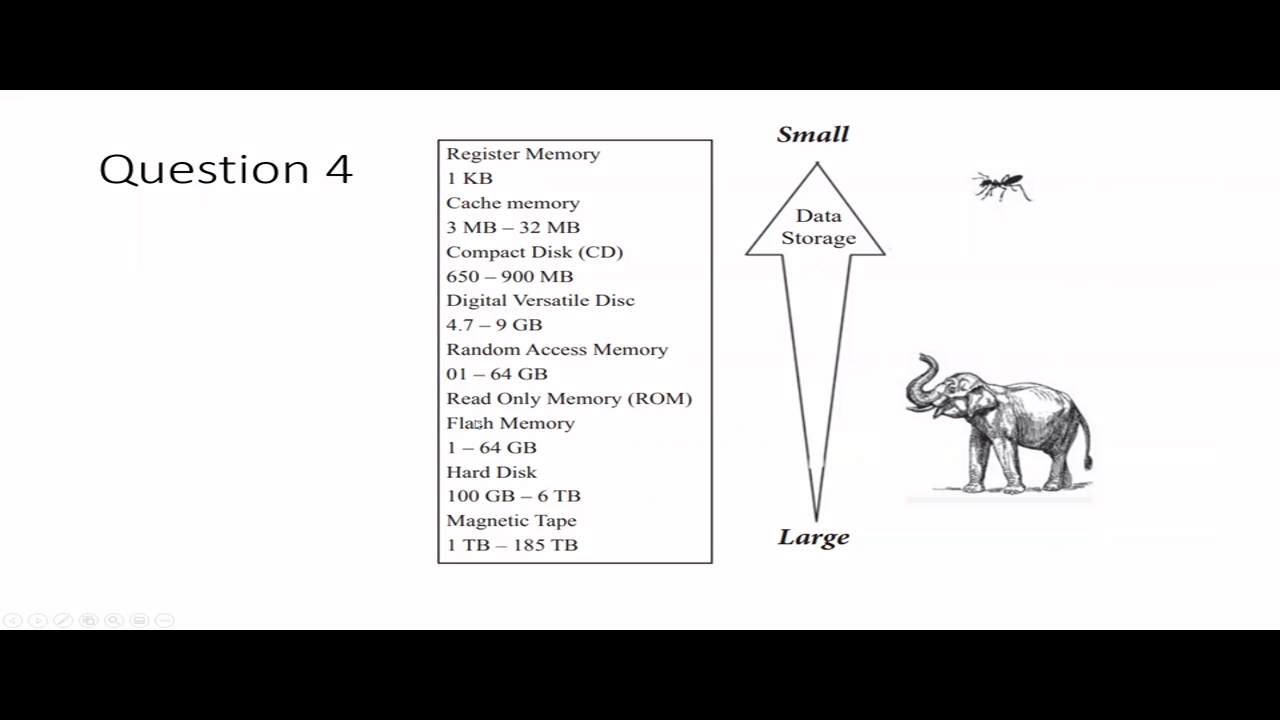 Question 4
Register Memory
1 KB
Cache memory
3 MB – 32 MB
Compact Disk (CD)
650 – 900 MB
Digital Versatile Disc
4.7 – 9 GB
Random Access Memory
01 – 64 GB
Read Only Memory (ROM)
Flash Memory
1 – 64 GB
Hard Disk
100 GB – 6 TB
Magnetic Tape
1 TB – 185 TB
Small
Data
Storage
Large